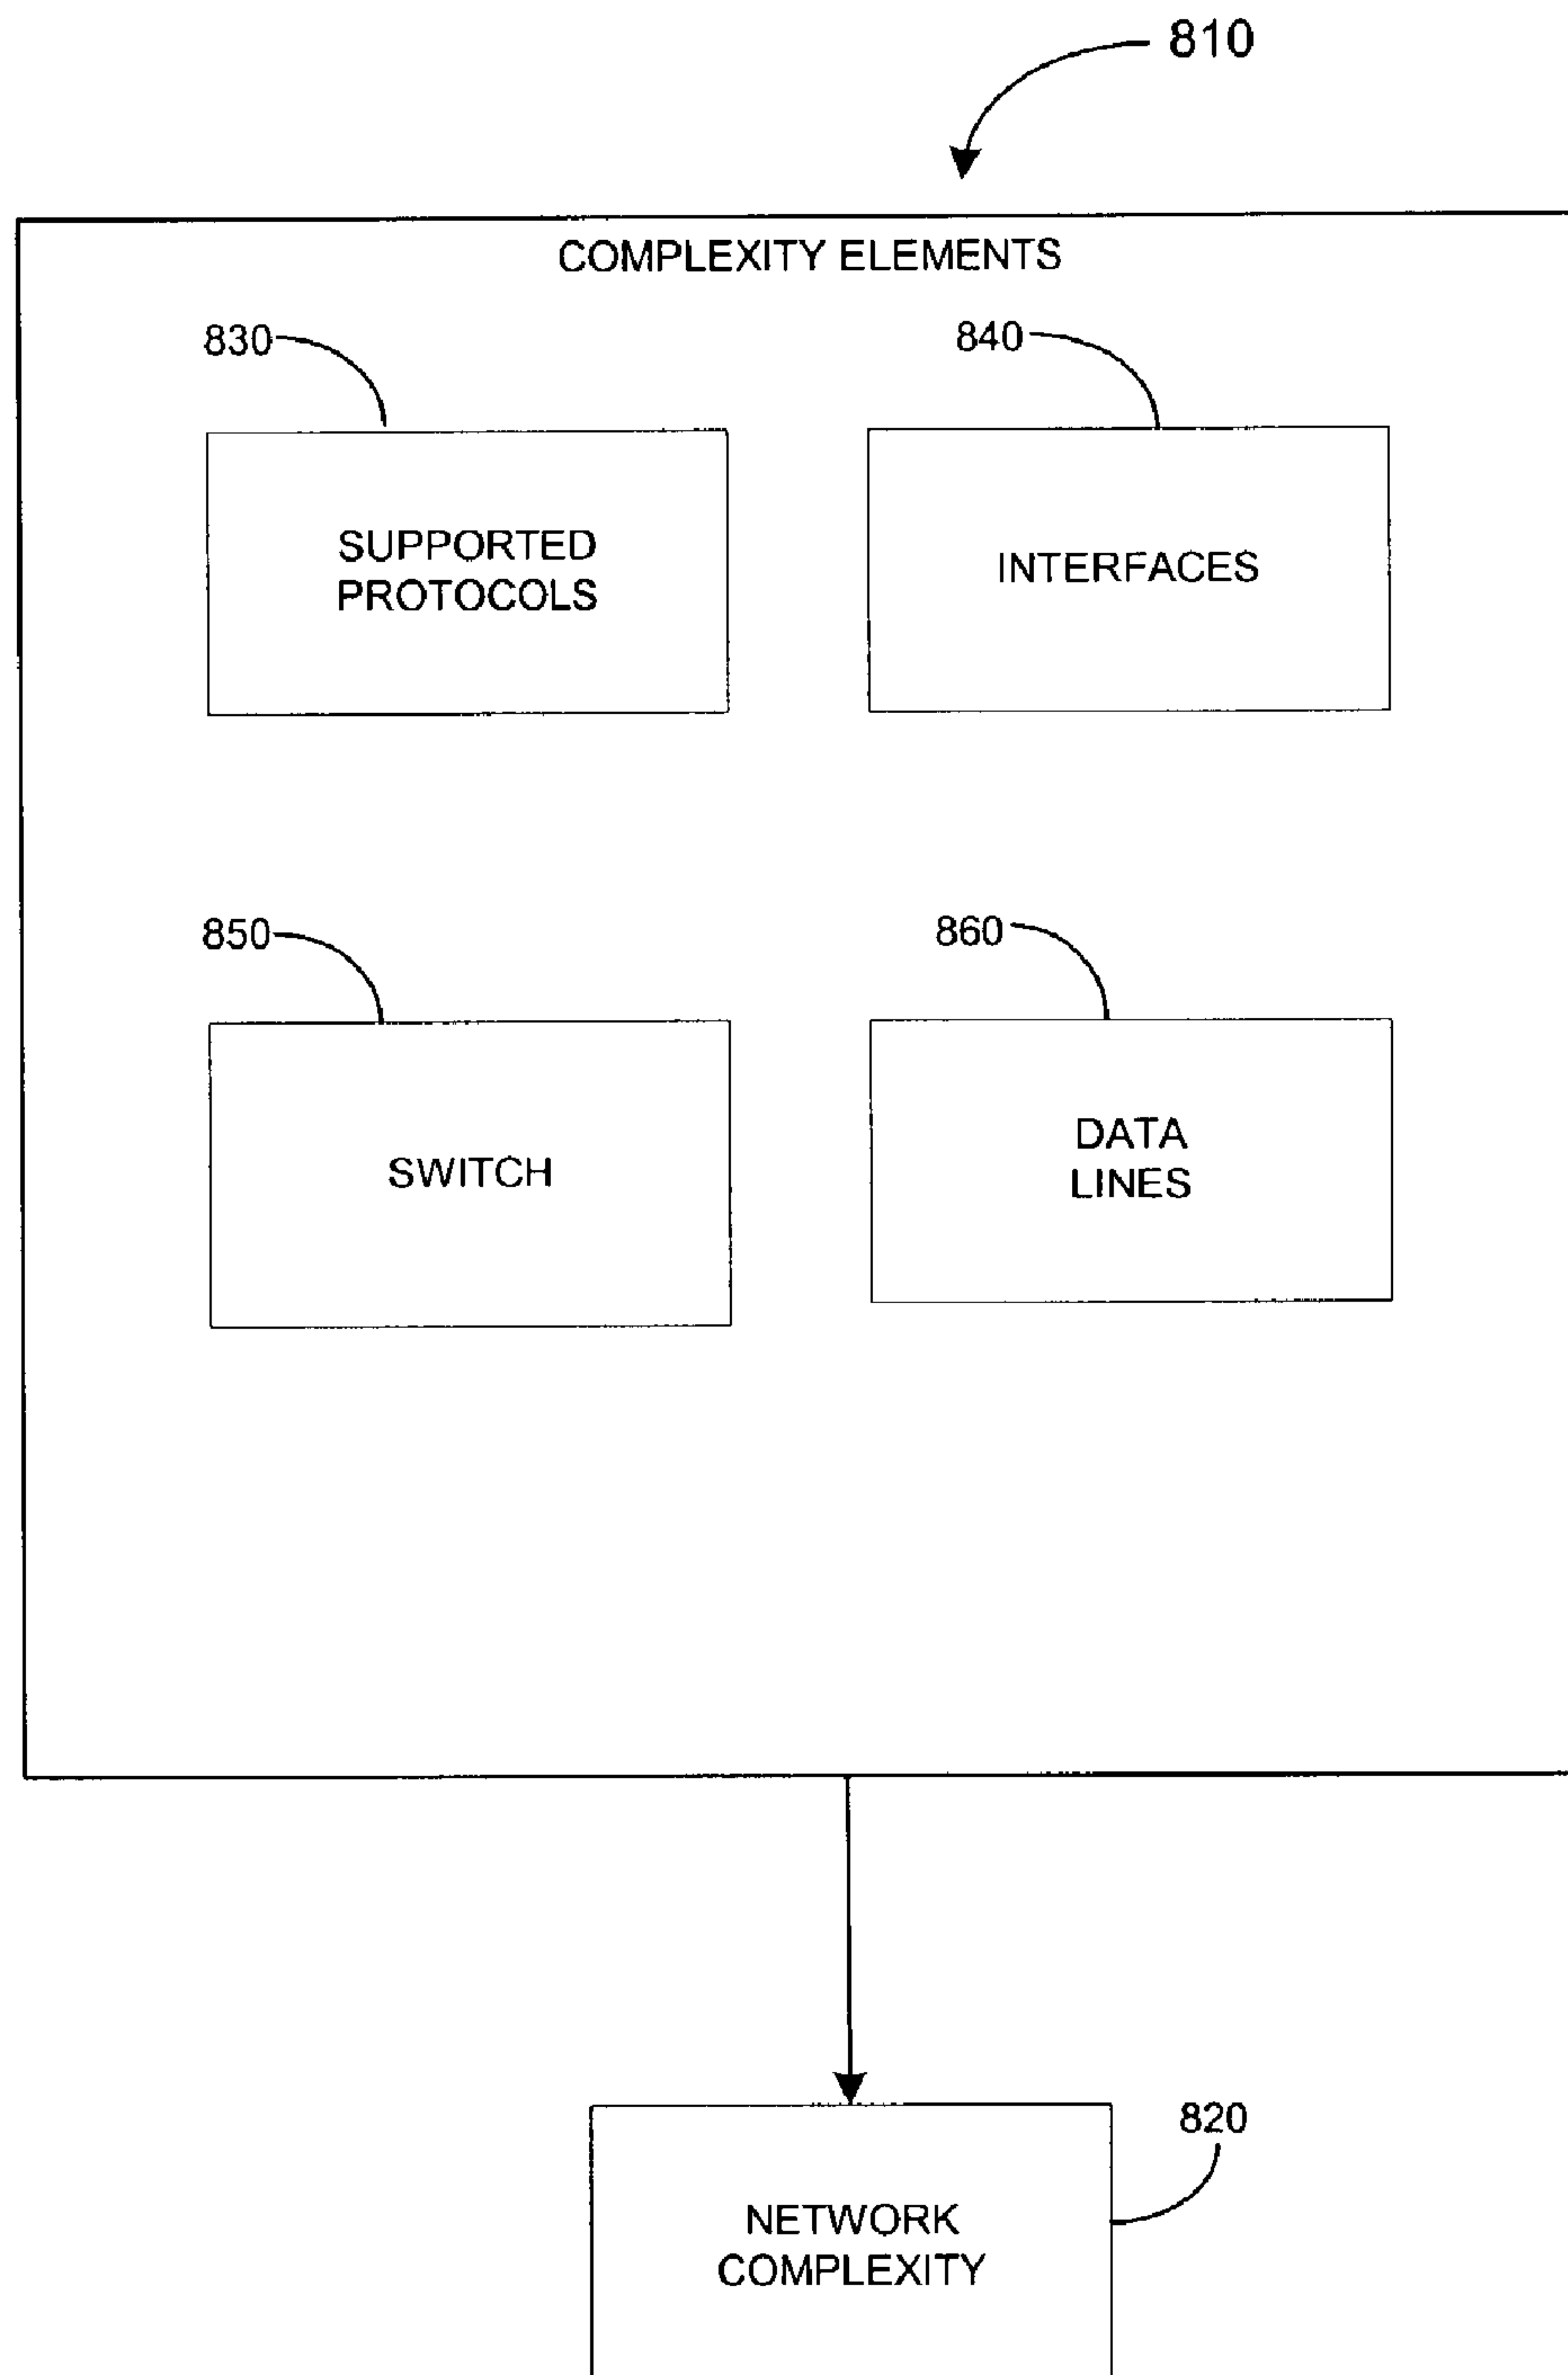 810
COMPLEXITY ELEMENTS
830
840
SUPPORTED
PROTOCOLS
INTERFACES
850
860
SWITCH
DATA
LINES
820
NETWORK
COMPLEXITY